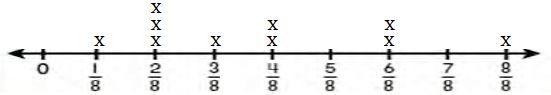 x
x x x
x x x x x x x
0 1/8 2/8 3/8 4/8 5/8 6/8 7/8 8/8